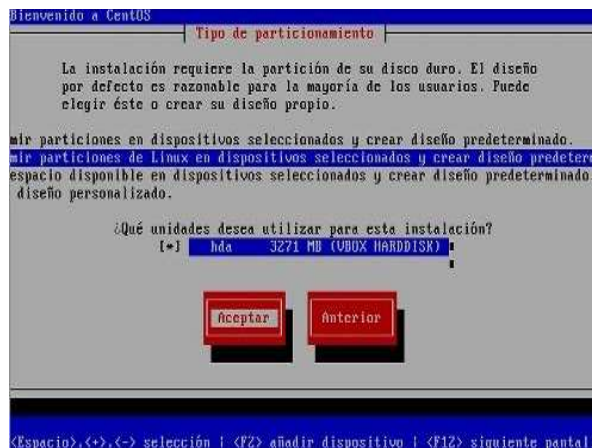 Bienvenido a CentOS
Tipo de particionamiento
La instalación requiere la partición de su disco duro. El diseño
por defecto es razonable para la mayoría de los usuarios. Puede
elegir éste o crear su diseño propio.
mir particiones en dispositivos seleccionados y crear diseño predeterminado.
mir particiones de Linux en dispositivos seleccionados y crear diseño predeter
espacio disponible en dispositivos seleccionados y crear diseño predeterminado
diseño personalizado.
¿Qué unidades desea utilizar para esta instalación?
[*] hda 3271 MB (VBOX HARDDISK)
Aceptar Anterior
<Espacio>,<+>,<-> selección | <F2> añadir dispositivo | <F12> siguiente pantal